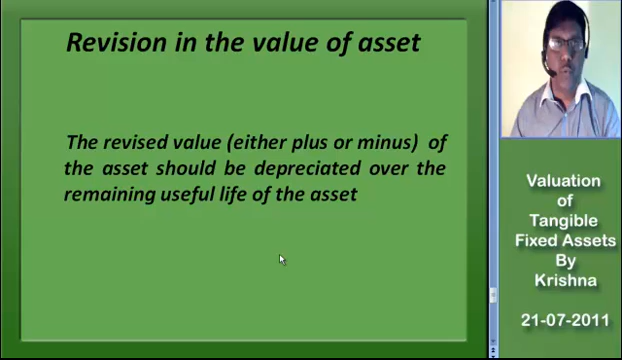 Revision in the value of asset
The revised value (either plus or minus) of
the asset should be depreciated over the
remaining useful life of the asset
Valuation
of
Tangible
Fixed Assets
By
Krishna
21-07-2011